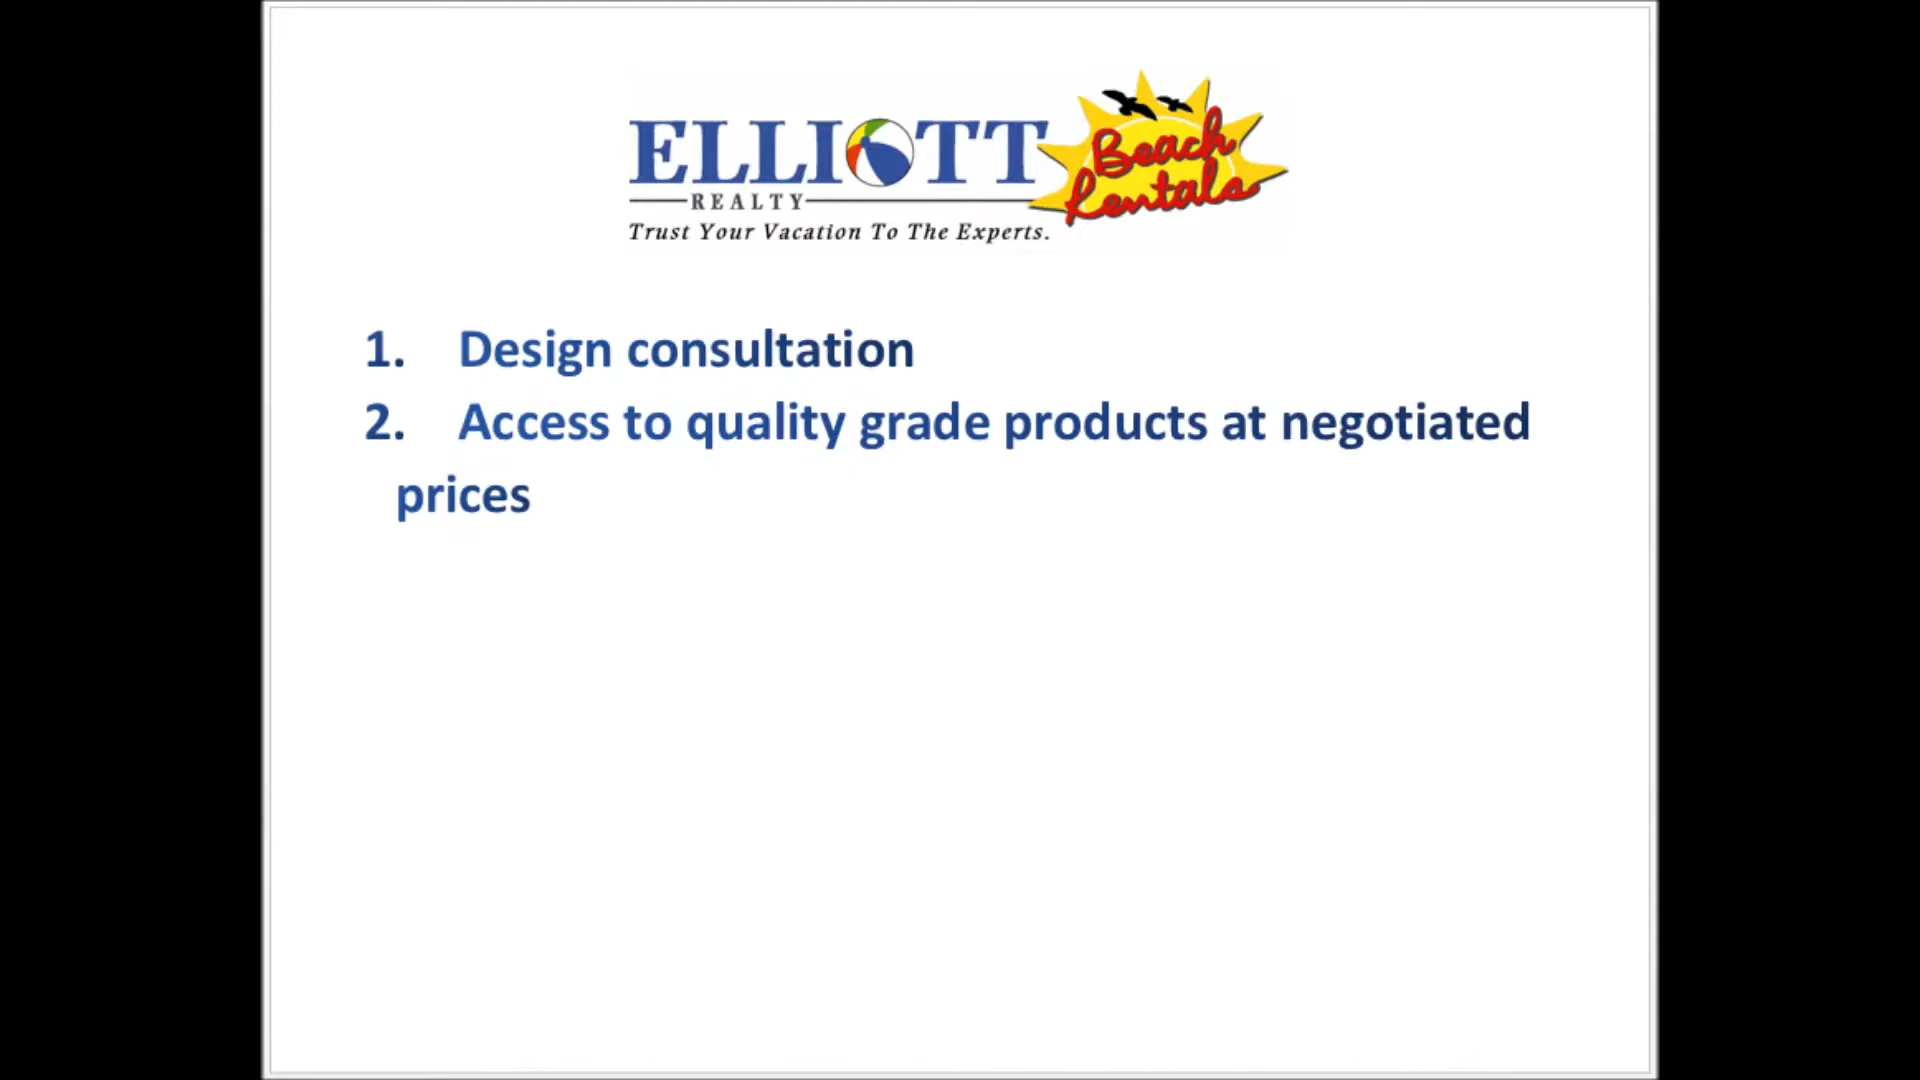 ELLIOTT
Beach
Rentals
REALTY
Trust Your Vacation To The Experts.
1. Design consultation
2. Access to quality grade products at negotiated
prices